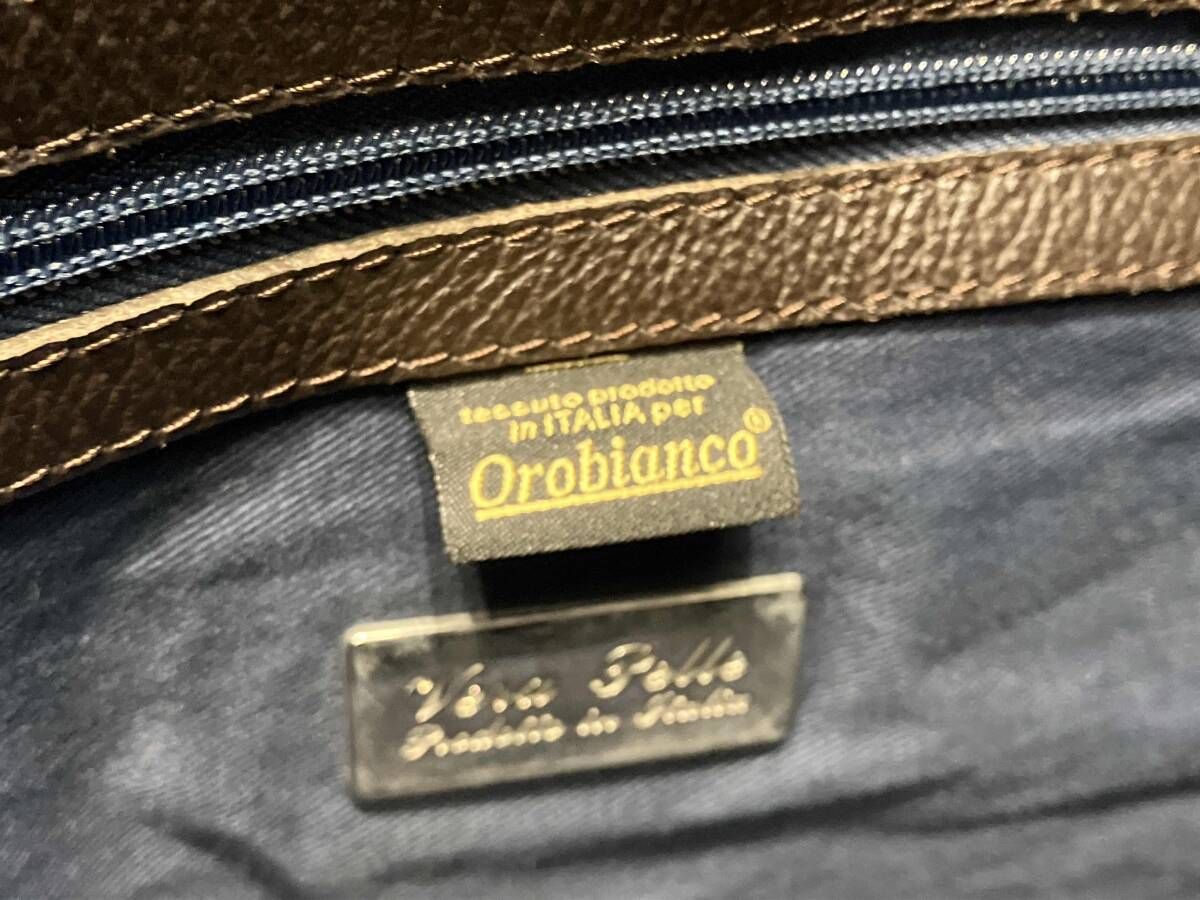 tessuto prodotto
in ITALIA per
Orobianco®
Vera Pelle
Prodotto in Italia